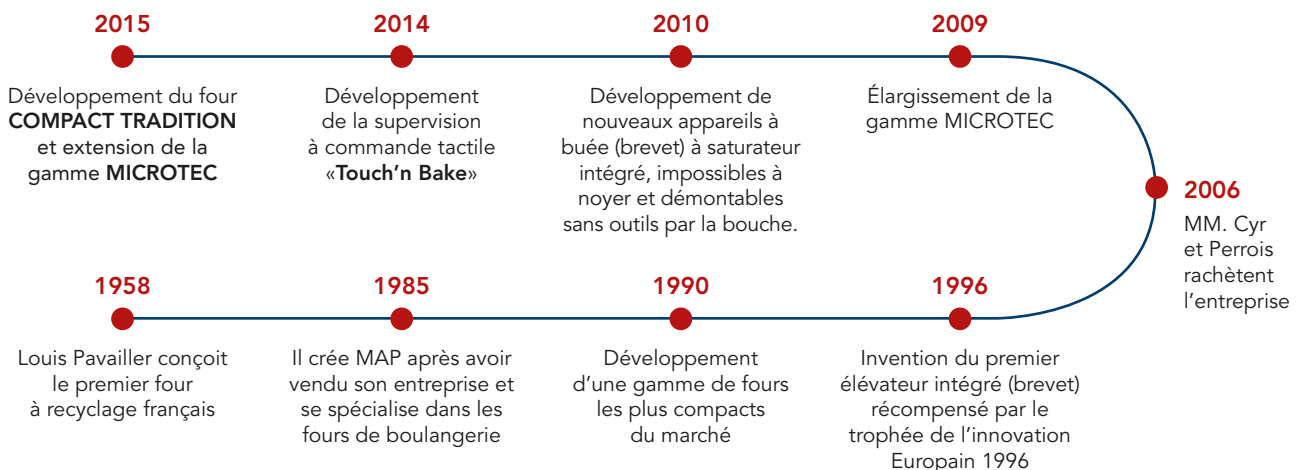 2015
Développement du four
COMPACT TRADITION
et extension de la
gamme MICROTEC
2014
Développement
de la supervision
à commande tactile
«Touch’n Bake»
2010
Développement de
nouveaux appareils à
buée (brevet) à saturateur
intégré, impossibles à
noyer et démontables
sans outils par la bouche.
2009
Élargissement de la
gamme MICROTEC
2006
MM. Cyr
et Perrois
rachètent
l’entreprise
1958
Louis Pavailler conçoit
le premier four
à recyclage français
1985
Il crée MAP après avoir
vendu son entreprise et
se spécialise dans les
fours de boulangerie
1990
Développement
d’une gamme de fours
les plus compacts
du marché
1996
Invention du premier
élévateur intégré (brevet)
récompensé par le
trophée de l’innovation
Europain 1996